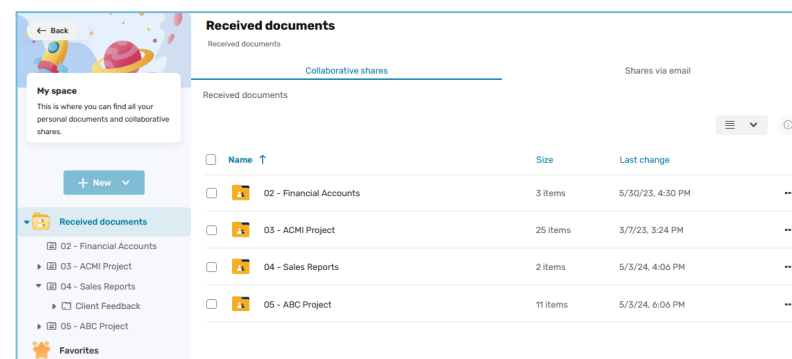 ← Back
My space
This is where you can find all your
personal documents and collaborative
shares.
+ New
Received documents
02 - Financial Accounts
03 - ACMI Project
04 - Sales Reports
Client Feedback
05 - ABC Project
Favorites
Received documents
Received documents
Collaborative shares Shares via email
Received documents
Name ↑ Size Last change
02 - Financial Accounts 3 items 5/30/23, 4:30 PM
03 - ACMI Project 25 items 3/7/23, 3:24 PM
04 - Sales Reports 2 items 5/3/24, 4:06 PM
05 - ABC Project 11 items 5/3/24, 6:06 PM